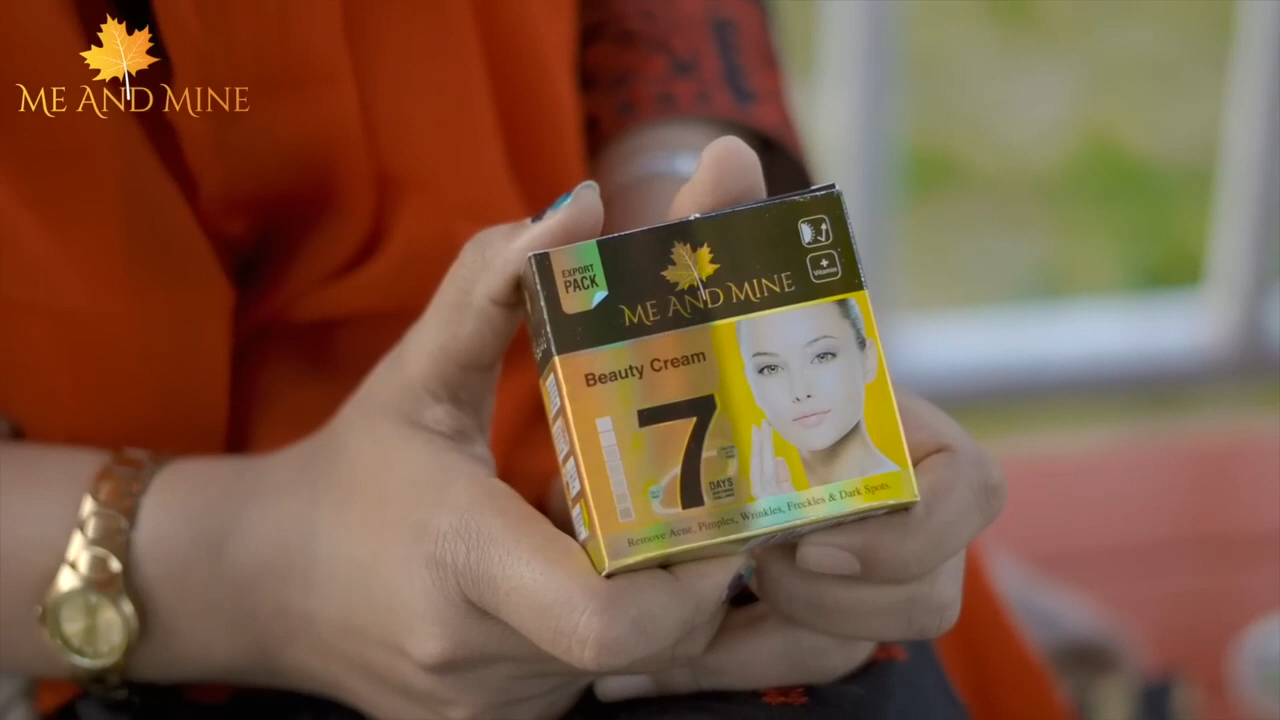 ME AND MINE
EXPORT
PACK
ME AND MINE
Vitamin
Beauty Cream
7
DAYS
Remove Acne, Pimples, Wrinkles, Freckles & Dark Spots.